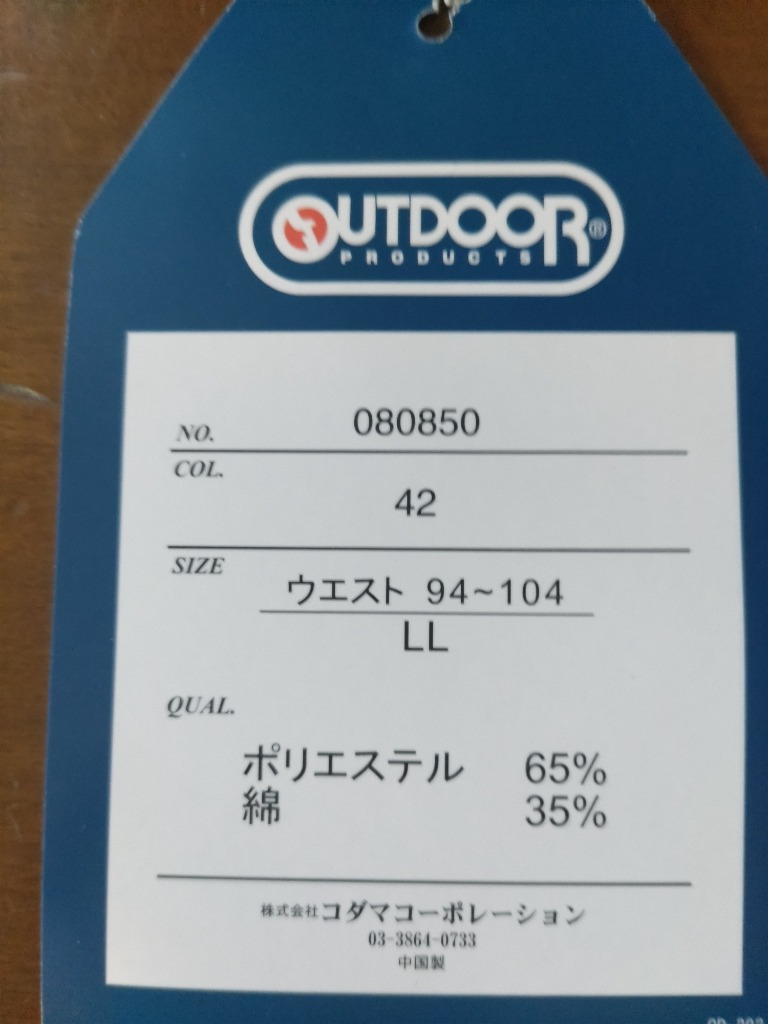 OUTDOOR®
PRODUCTS
NO. 080850
COL.
42
SIZE
ウエスト 94~104
LL
QUAL.
ポリエステル 65%
綿 35%
株式会社コダマコーポレーション
03-3864-0733
中国製